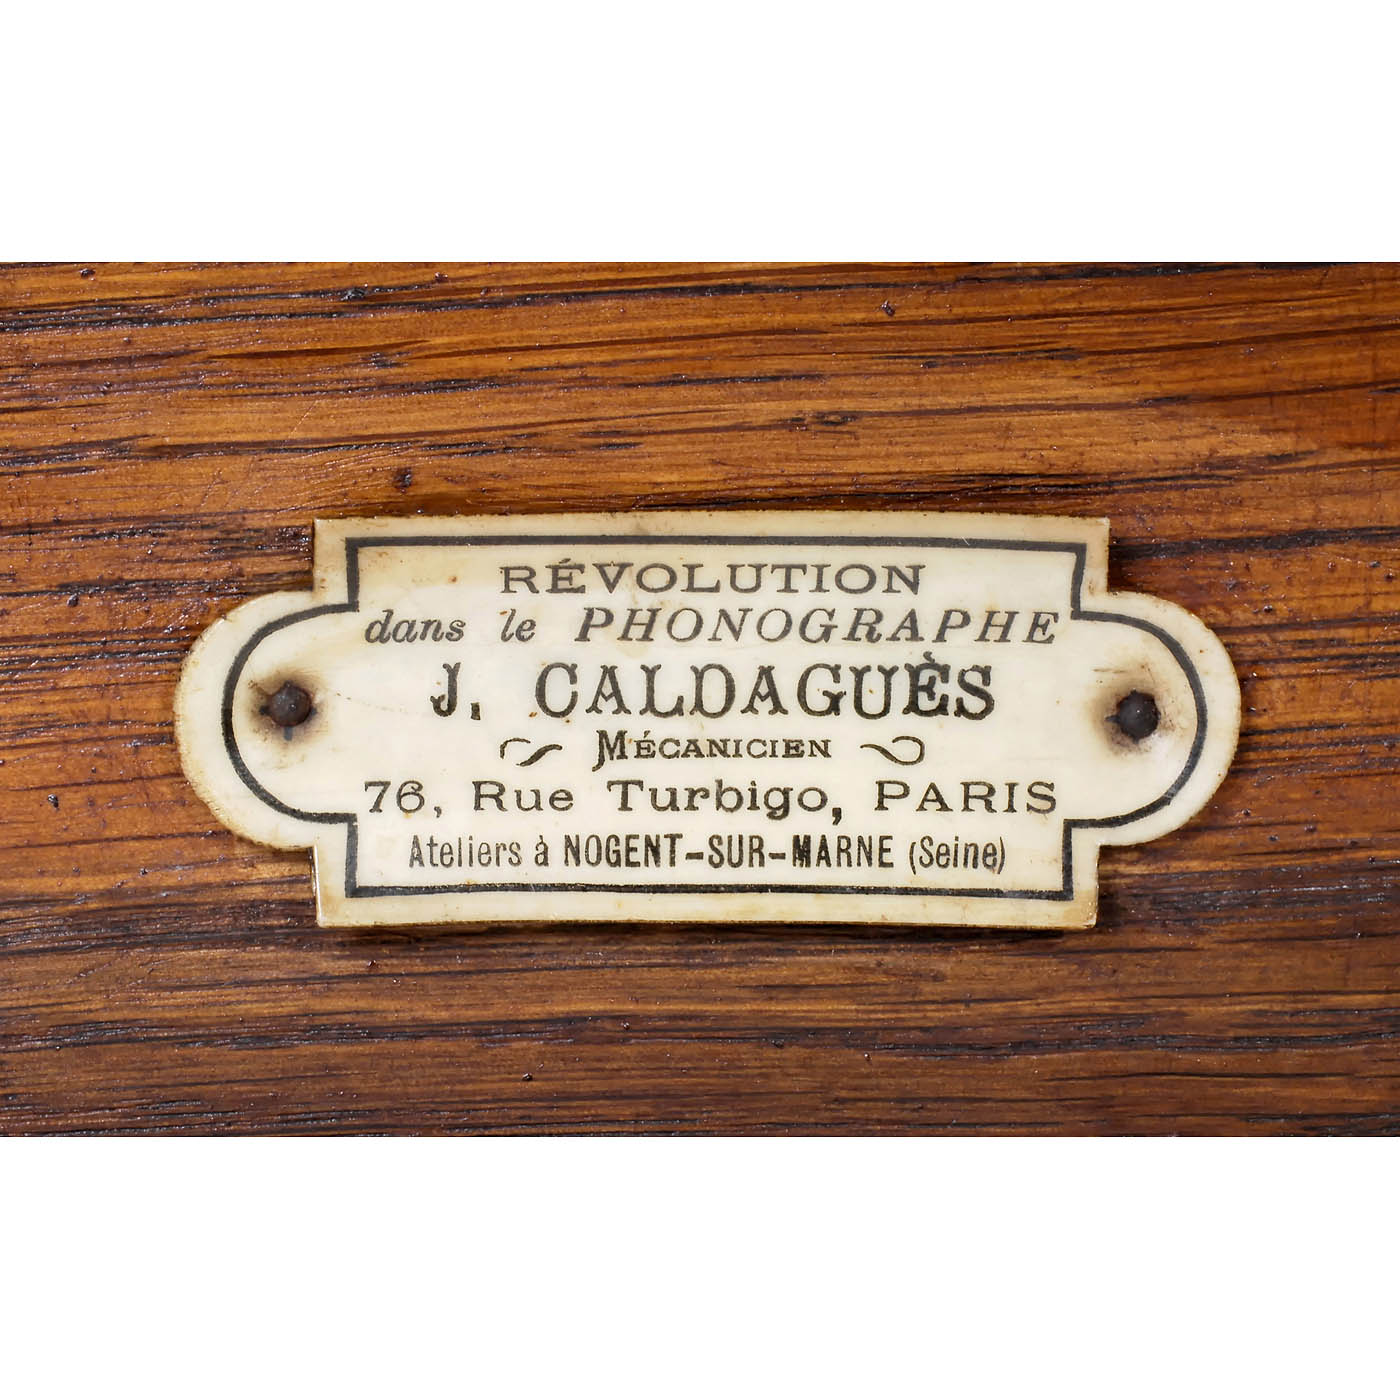 RÉVOLUTION
dans le PHONOGRAPHE
J. CALDAGUÈS
MÉCANICIEN
76, Rue Turbigo, PARIS
Ateliers à NOGENT-SUR-MARNE (Seine)